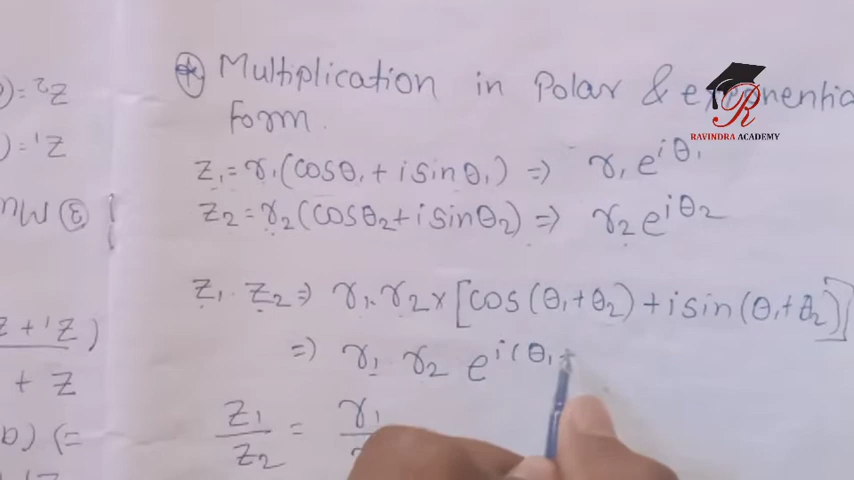 Multiplication in Polar & exponential
Form.
RAVINDRA ACADEMY
z₁ = r₁(cosθ₁ + i sinθ₁) => r₁ e^{iθ₁}
z₂ = r₂(cosθ₂ + i sinθ₂) => r₂ e^{iθ₂}
z₁ . z₂ => r₁ . r₂ × [cos(θ₁+θ₂) + i sin(θ₁+θ₂)]
=> r₁ r₂ e^{i(θ₁+
z₁/z₂ = r₁